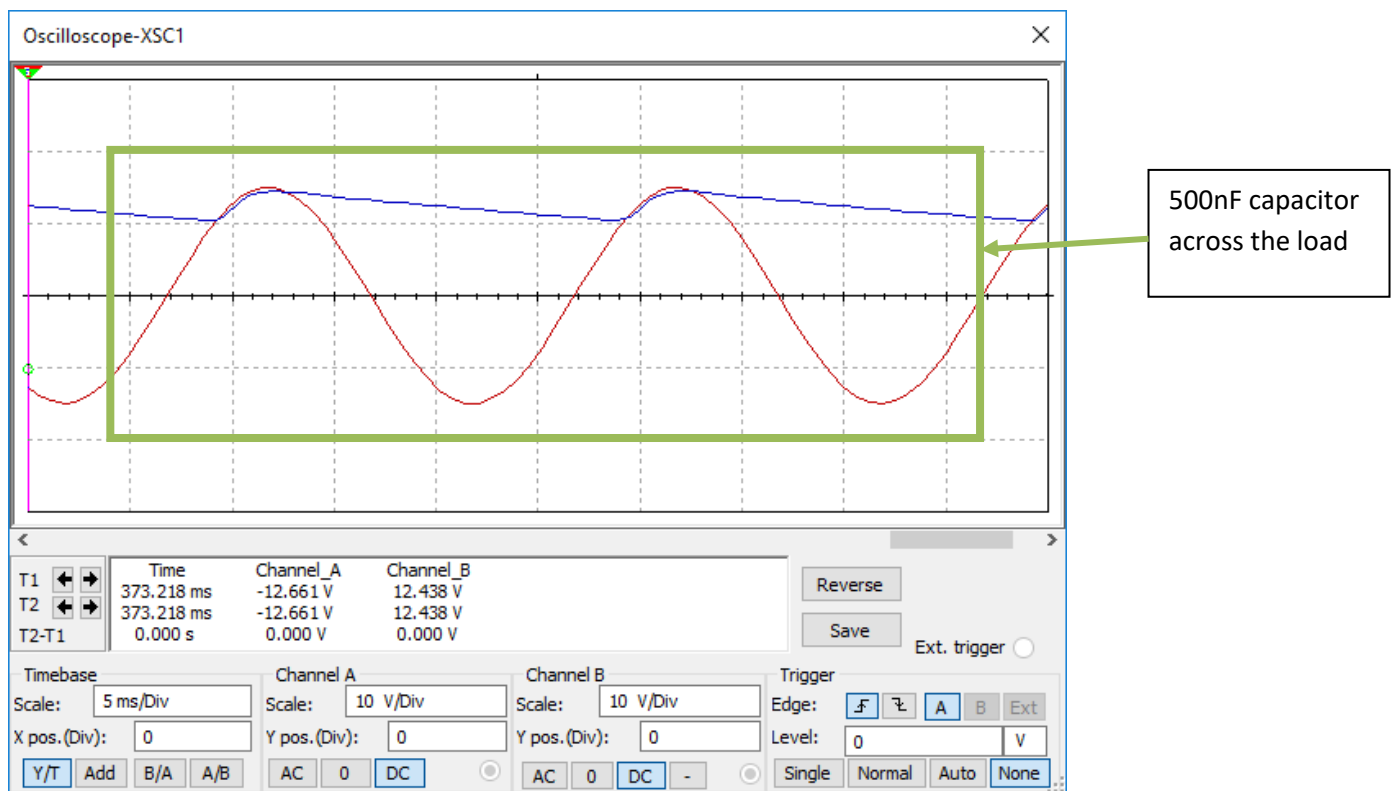 Oscilloscope-XSC1
500nF capacitor
across the load
Time Channel_A Channel_B
T1 373.218 ms -12.661 V 12.438 V
T2 373.218 ms -12.661 V 12.438 V
T2-T1 0.000 s 0.000 V 0.000 V
Reverse
Save
Ext. trigger
Timebase
Scale: 5 ms/Div
X pos.(Div): 0
Y/T Add B/A A/B
Channel A
Scale: 10 V/Div
Y pos.(Div): 0
AC 0 DC
Channel B
Scale: 10 V/Div
Y pos.(Div): 0
AC 0 DC -
Trigger
Edge: A B Ext
Level: 0 V
Single Normal Auto None